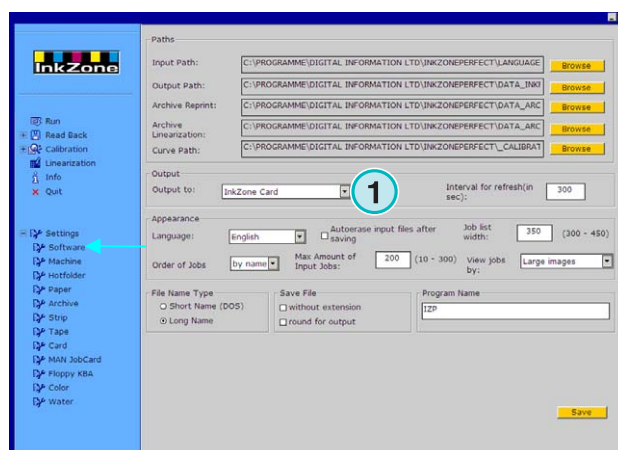 InkZone
Run
Read Back
Calibration
Linearization
Info
Quit
Settings
Software
Machine
Hotfolder
Paper
Archive
Strip
Tape
Card
MAN JobCard
Floppy KBA
Color
Water
Paths
Input Path: C:\PROGRAMME\DIGITAL INFORMATION LTD\INKZONEPERFECT\LANGUAGE Browse
Output Path: C:\PROGRAMME\DIGITAL INFORMATION LTD\INKZONEPERFECT\DATA_INKI Browse
Archive Reprint: C:\PROGRAMME\DIGITAL INFORMATION LTD\INKZONEPERFECT\DATA_ARC Browse
Archive
Linearization: C:\PROGRAMME\DIGITAL INFORMATION LTD\INKZONEPERFECT\DATA_ARC Browse
Curve Path: C:\PROGRAMME\DIGITAL INFORMATION LTD\INKZONEPERFECT\_CALIBRAT Browse
Output
Output to: InkZone Card 1 Interval for refresh(in
sec): 300
Appearance
Language: English Autoerase input files after
saving Job list
width: 350 (300 - 450)
Order of Jobs by name Max Amount of
Input Jobs: 200 (10 - 300) View jobs
by: Large images
File Name Type
Short Name (DOS)
Long Name
Save File
without extension
round for output
Program Name
IZP
Save